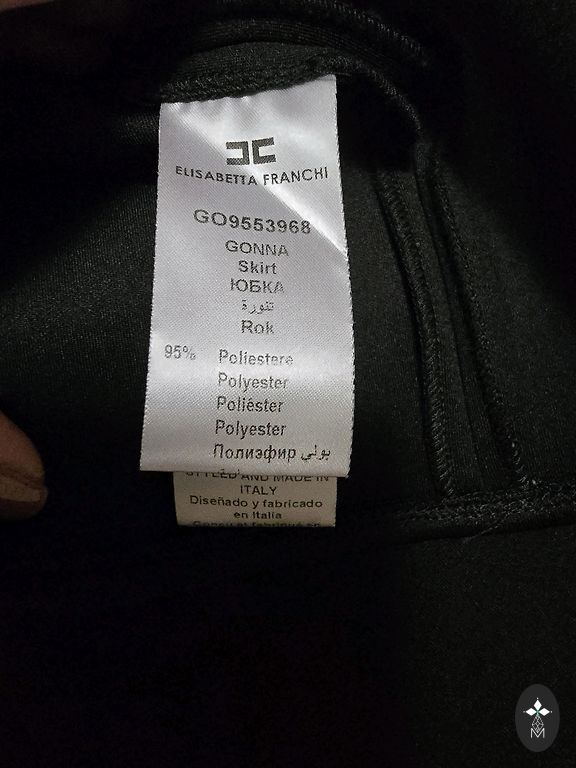 ELISABETTA FRANCHI
GO9553968
GONNA
Skirt
ЮБКА
تنورة
Rok
95% Poliestere
Polyester
Poliéster
Polyester
Полиэфир بولي
STYLED AND MADE IN
ITALY
Diseñado y fabricado
en Italia
M